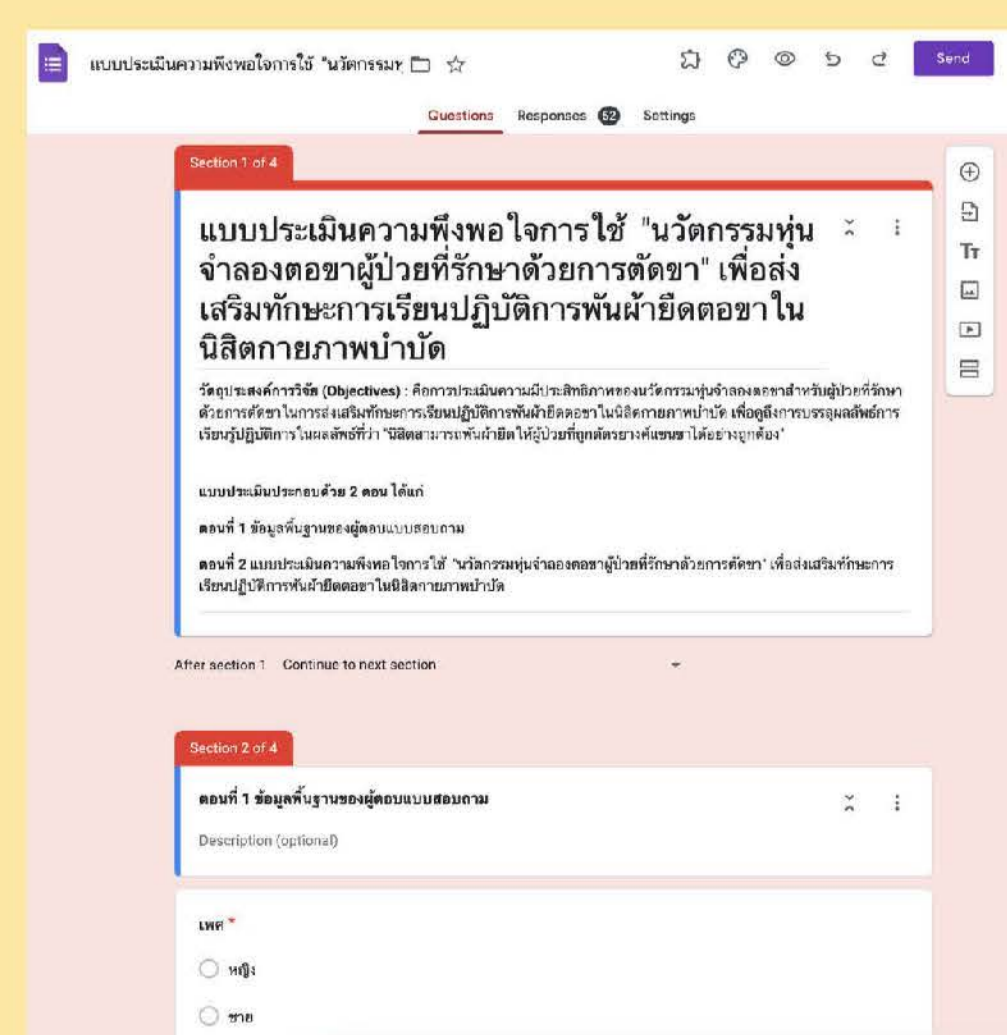 แบบประเมินความพึงพอใจการใช้ "นวัตกรรมหุ
Send
Questions Responses 52 Settings
Section 1 of 4
แบบประเมินความพึงพอใจการใช้ "นวัตกรรมหุ่น
จำลองตอขาผู้ป่วยที่รักษาด้วยการตัดขา" เพื่อส่ง
เสริมทักษะการเรียนปฏิบัติการพันผ้ายืดตอขาใน
นิสิตกายภาพบำบัด
วัตถุประสงค์การวิจัย (Objectives) : คือการประเมินความมีประสิทธิภาพของนวัตกรรมหุ่นจำลองตอขาสำหรับผู้ป่วยที่รักษา
ด้วยการตัดขาในการส่งเสริมทักษะการเรียนปฏิบัติการพันผ้ายืดตอขาในนิสิตกายภาพบำบัด เพื่อดูถึงการบรรลุผลลัพธ์การ
เรียนรู้ปฏิบัติการในผลลัพธ์ที่ว่า "นิสิตสามารถพันผ้ายืดให้ผู้ป่วยที่ถูกตัดรยางค์แขนขาได้อย่างถูกต้อง"
แบบประเมินประกอบด้วย 2 ตอน ได้แก่
ตอนที่ 1 ข้อมูลพื้นฐานของผู้ตอบแบบสอบถาม
ตอนที่ 2 แบบประเมินความพึงพอใจการใช้ "นวัตกรรมหุ่นจำลองตอขาผู้ป่วยที่รักษาด้วยการตัดขา" เพื่อส่งเสริมทักษะการ
เรียนปฏิบัติการพันผ้ายืดตอขาในนิสิตกายภาพบำบัด
After section 1 Continue to next section
Section 2 of 4
ตอนที่ 1 ข้อมูลพื้นฐานของผู้ตอบแบบสอบถาม
Description (optional)
เพศ *
หญิง
ชาย